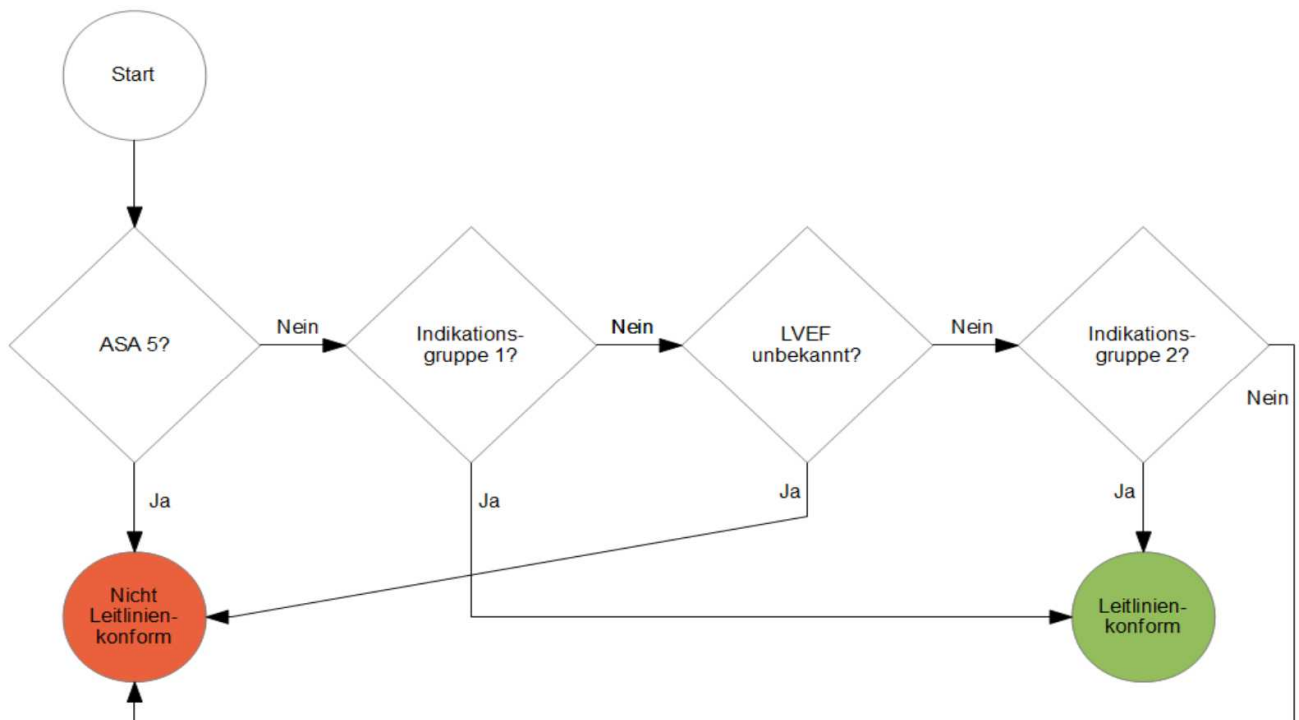 Start
ASA 5?
Nein
Indikations-
gruppe 1?
Nein
LVEF
unbekannt?
Nein
Indikations-
gruppe 2?
Nein
Ja
Ja
Ja
Ja
Nicht
Leitlinien-
konform
Leitlinien-
konform